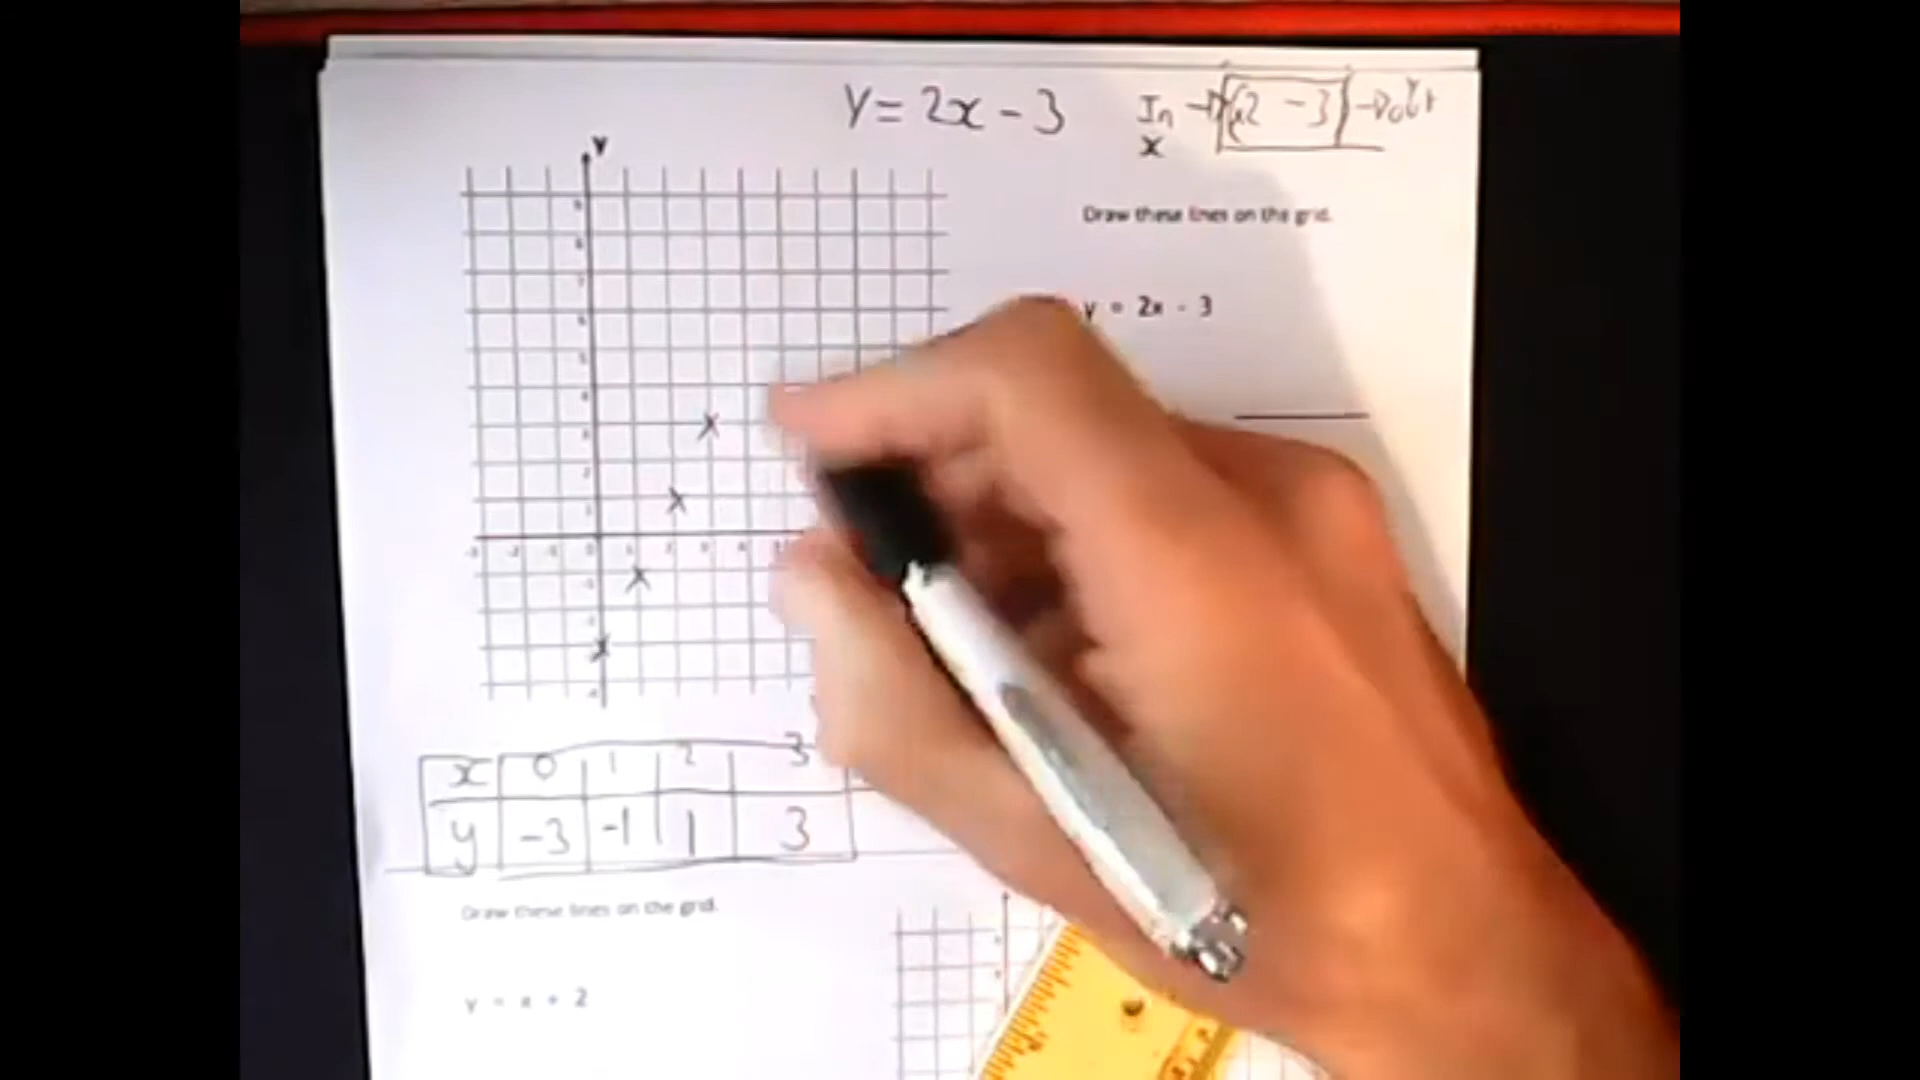 Y = 2x - 3
In → x2 - 3 → out
x
Draw these lines on the grid.
y = 2x - 3
Y
x 0 1 2 3
y -3 -1 1 3
Draw these lines on the grid.
y = x + 2